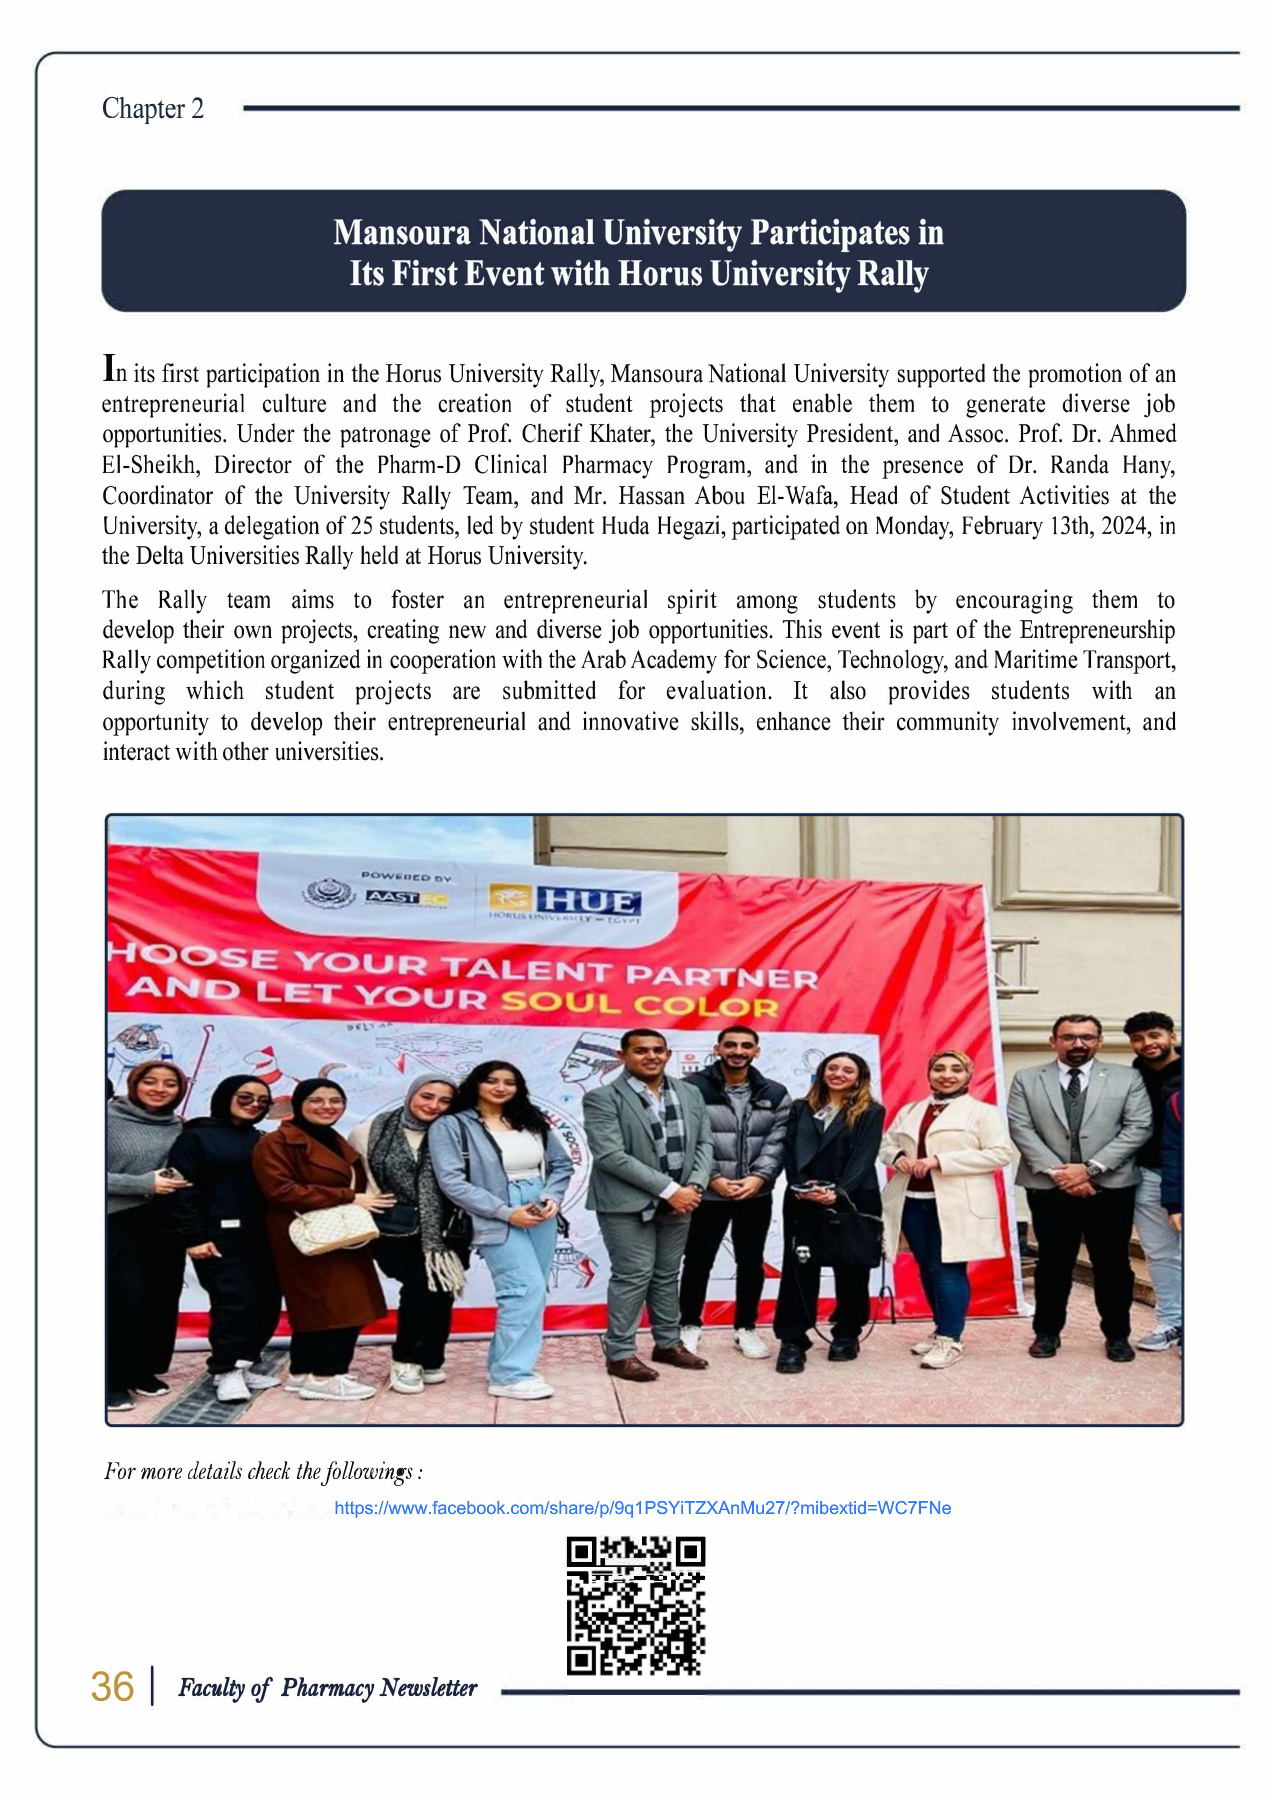 Chapter 2
Mansoura National University Participates in
Its First Event with Horus University Rally
In its first participation in the Horus University Rally, Mansoura National University supported the promotion of an
entrepreneurial culture and the creation of student projects that enable them to generate diverse job
opportunities. Under the patronage of Prof. Cherif Khater, the University President, and Assoc. Prof. Dr. Ahmed
El-Sheikh, Director of the Pharm-D Clinical Pharmacy Program, and in the presence of Dr. Randa Hany,
Coordinator of the University Rally Team, and Mr. Hassan Abou El-Wafa, Head of Student Activities at the
University, a delegation of 25 students, led by student Huda Hegazi, participated on Monday, February 13th, 2024, in
the Delta Universities Rally held at Horus University.
The Rally team aims to foster an entrepreneurial spirit among students by encouraging them to
develop their own projects, creating new and diverse job opportunities. This event is part of the Entrepreneurship
Rally competition organized in cooperation with the Arab Academy for Science, Technology, and Maritime Transport,
during which student projects are submitted for evaluation. It also provides students with an
opportunity to develop their entrepreneurial and innovative skills, enhance their community involvement, and
interact with other universities.
POWERED BY
AASTEC
HUE
HORUS UNIVERSITY – EGYPT
HOOSE YOUR TALENT PARTNER
AND LET YOUR SOUL COLOR
For more details check the followings :
https://www.facebook.com/share/p/9q1PSYiTZXAnMu27/?mibextid=WC7FNe
36 | Faculty of Pharmacy Newsletter